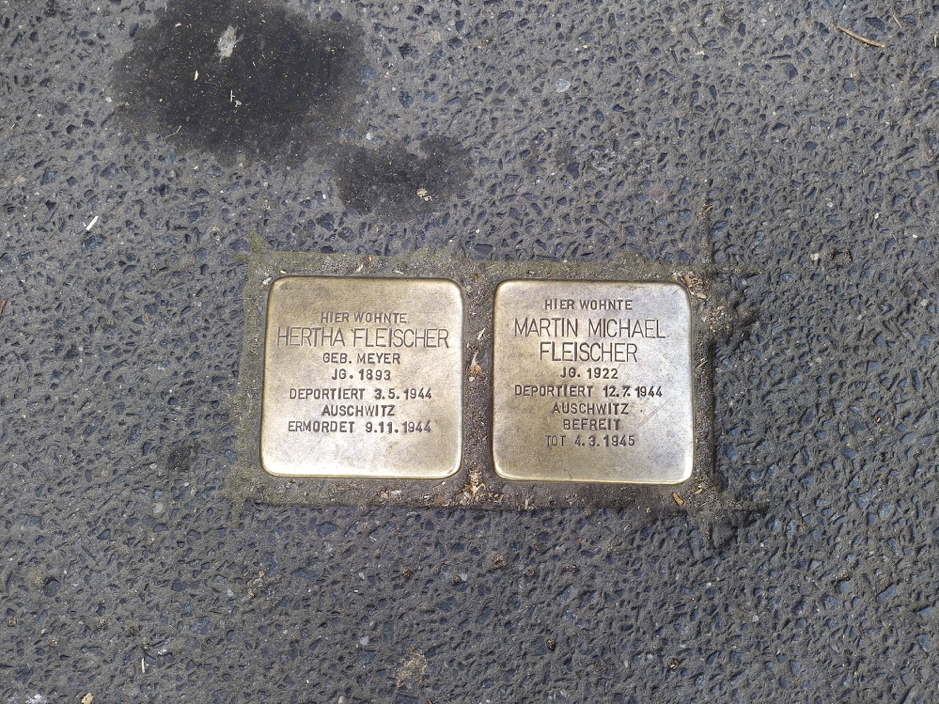 HIER WOHNTE
HERTHA FLEISCHER
GEB. MEYER
JG. 1893
DEPORTIERT 3.5.1944
AUSCHWITZ
ERMORDET 9.11.1944
HIER WOHNTE
MARTIN MICHAEL
FLEISCHER
JG. 1922
DEPORTIERT 12.7.1944
AUSCHWITZ
BEFREIT
TOT 4.3.1945